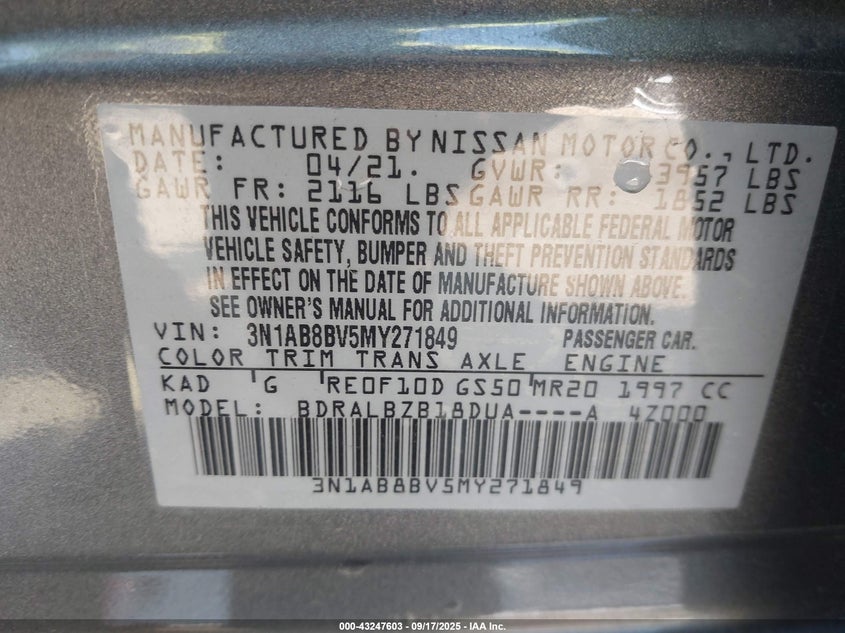 MANUFACTURED BY NISSAN MOTOR CO., LTD.
DATE: 04/21. GVWR: 3957 LBS
GAWR FR: 2116 LBS GAWR RR: 1852 LBS
THIS VEHICLE CONFORMS TO ALL APPLICABLE FEDERAL MOTOR
VEHICLE SAFETY, BUMPER AND THEFT PREVENTION STANDARDS
IN EFFECT ON THE DATE OF MANUFACTURE SHOWN ABOVE.
SEE OWNER'S MANUAL FOR ADDITIONAL INFORMATION.
VIN: 3N1AB8BV5MY271849 PASSENGER CAR.
COLOR TRIM TRANS AXLE ENGINE
KAD 'G 'RE0F10D GS50'MR20 1997 CC
MODEL: BDRALBZB18DUA----A 4Z000
3N1AB8BV5MY271849
000-43247603 - 09/17/2025 - IAA Inc.